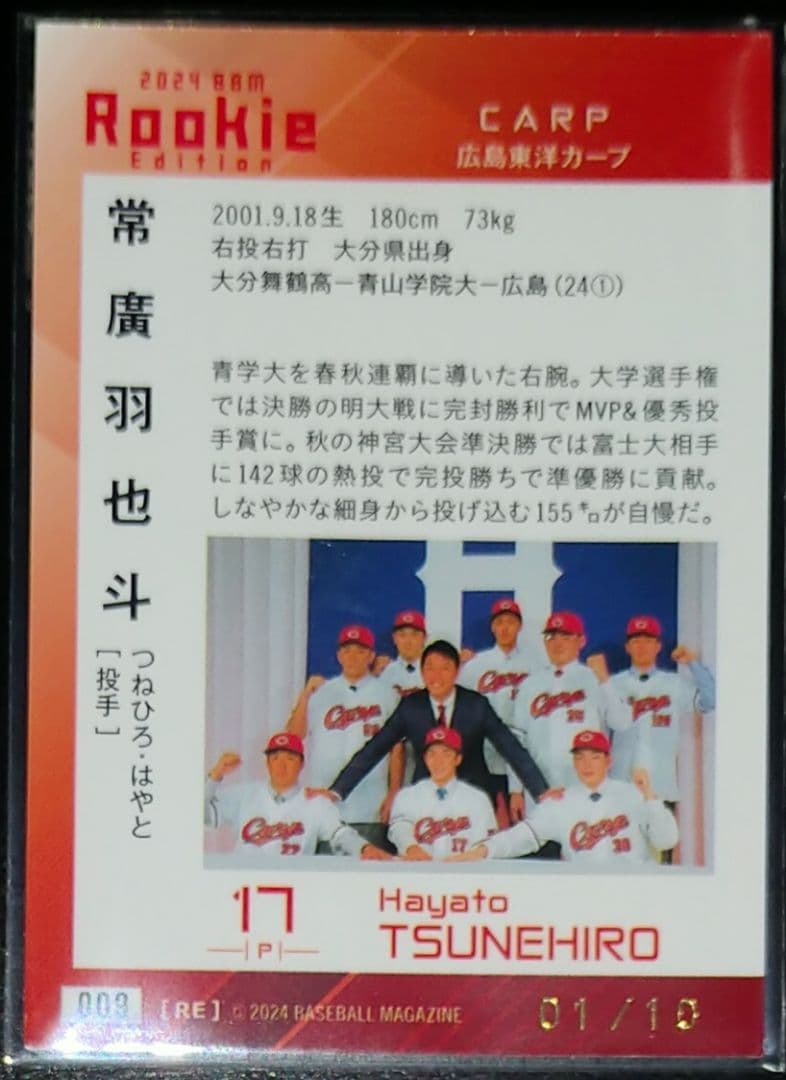 2024 BBM
Rookie
Edition
CARP
広島東洋カープ
常廣羽也斗
つねひろ・はやと
[投手]
2001.9.18生 180cm 73kg
右投右打 大分県出身
大分舞鶴高－青山学院大－広島(24①)
青学大を春秋連覇に導いた右腕。大学選手権
では決勝の明大戦に完封勝利でMVP&優秀投
手賞に。秋の神宮大会準決勝では富士大相手
に142球の熱投で完投勝ちで準優勝に貢献。
しなやかな細身から投げ込む155㌔が自慢だ。
H
Carp
Carp
17
Carp
17
P
Hayato
TSUNEHIRO
003 [RE] © 2024 BASEBALL MAGAZINE 01/10